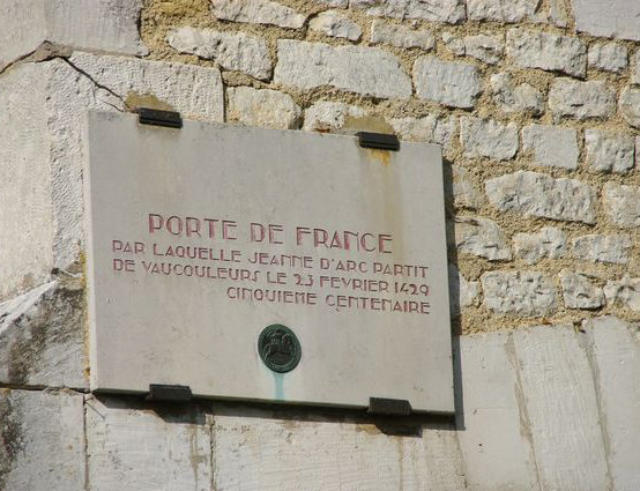 PORTE DE FRANCE
PAR LAQUELLE JEANNE D'ARC PARTIT
DE VAUCOULEURS LE 23 FEVRIER 1429
CINQUIEME CENTENAIRE